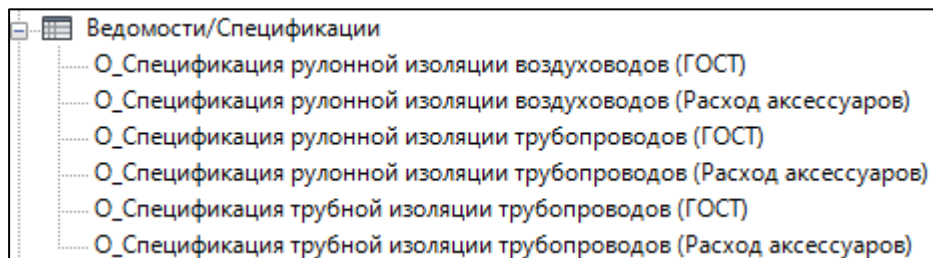 Ведомости/Спецификации
О_Спецификация рулонной изоляции воздуховодов (ГОСТ)
О_Спецификация рулонной изоляции воздуховодов (Расход аксессуаров)
О_Спецификация рулонной изоляции трубопроводов (ГОСТ)
О_Спецификация рулонной изоляции трубопроводов (Расход аксессуаров)
О_Спецификация трубной изоляции трубопроводов (ГОСТ)
О_Спецификация трубной изоляции трубопроводов (Расход аксессуаров)